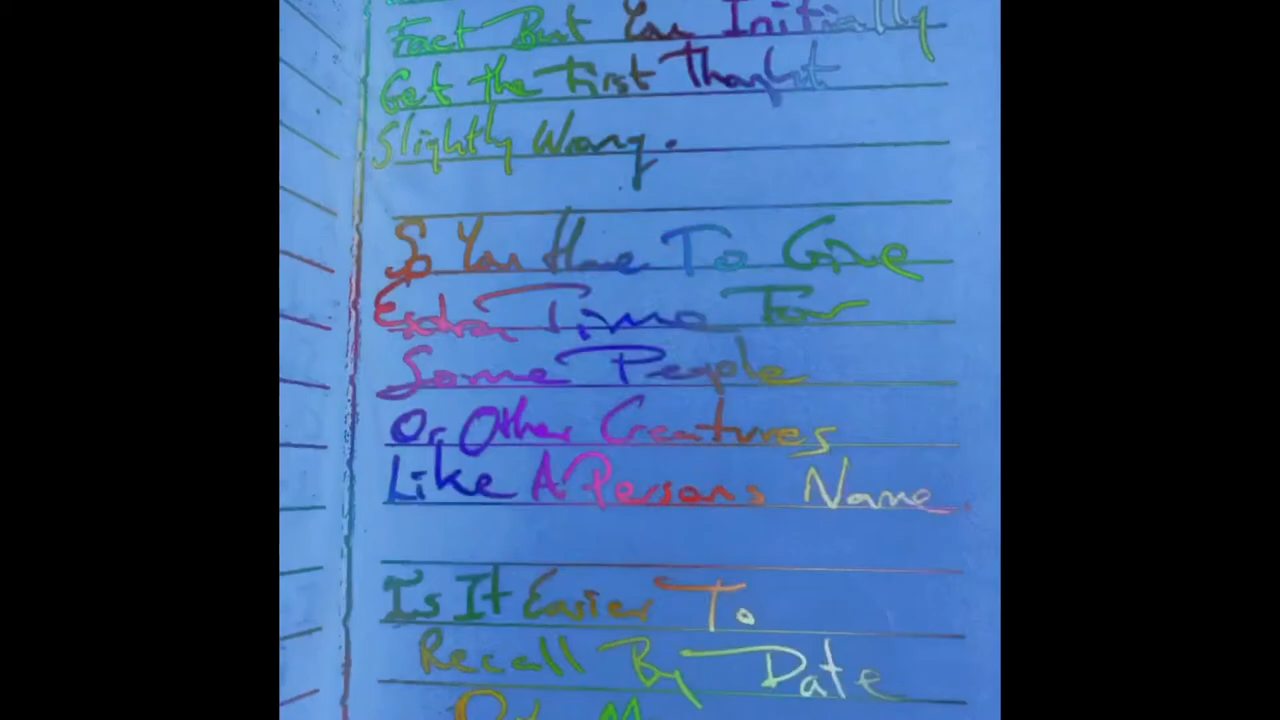 Fact But You Initially
Get the First Thought
Slightly Wrong.
So You Have To Give
Extra Time For
Some People
Or Other Creatures
Like A Persons Name.
Is It Easier To
Recall By Date